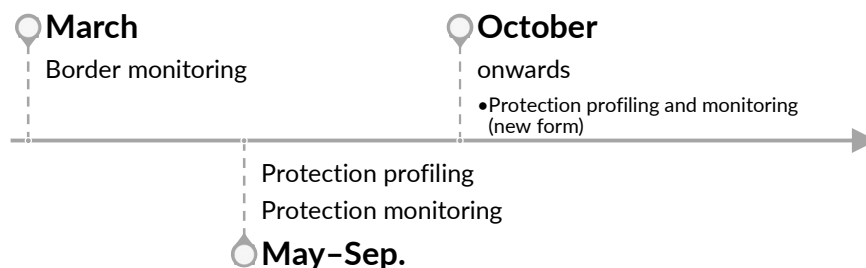 March
Border monitoring
October
onwards
•Protection profiling and monitoring
(new form)
Protection profiling
Protection monitoring
May–Sep.